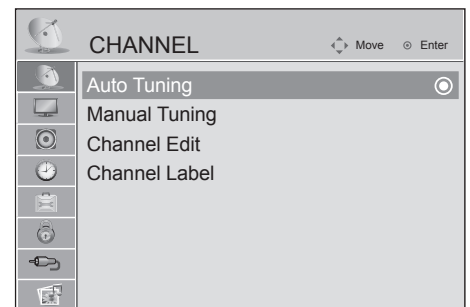 CHANNEL
Move
Enter
Auto Tuning
Manual Tuning
Channel Edit
Channel Label